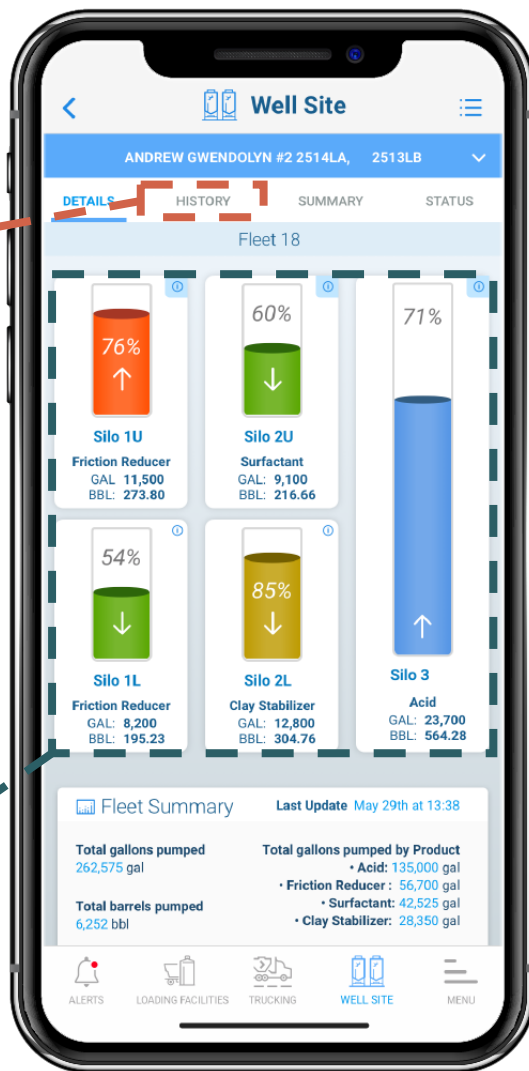 Well Site
ANDREW GWENDOLYN #2 2514LA, 2513LB
DETAILS HISTORY SUMMARY STATUS
Fleet 18
76%
Silo 1U
Friction Reducer
GAL 11,500
BBL: 273.80
60%
Silo 2U
Surfactant
GAL: 9,100
BBL: 216.66
71%
Silo 3
Acid
GAL: 23,700
BBL: 564.28
54%
Silo 1L
Friction Reducer
GAL: 8,200
BBL: 195.23
85%
Silo 2L
Clay Stabilizer
GAL: 12,800
BBL: 304.76
Fleet Summary
Last Update May 29th at 13:38
Total gallons pumped
262,575 gal
Total barrels pumped
6,252 bbl
Total gallons pumped by Product
• Acid: 135,000 gal
• Friction Reducer : 56,700 gal
• Surfactant: 42,525 gal
• Clay Stabilizer: 28,350 gal
ALERTS LOADING FACILITIES TRUCKING WELL SITE MENU